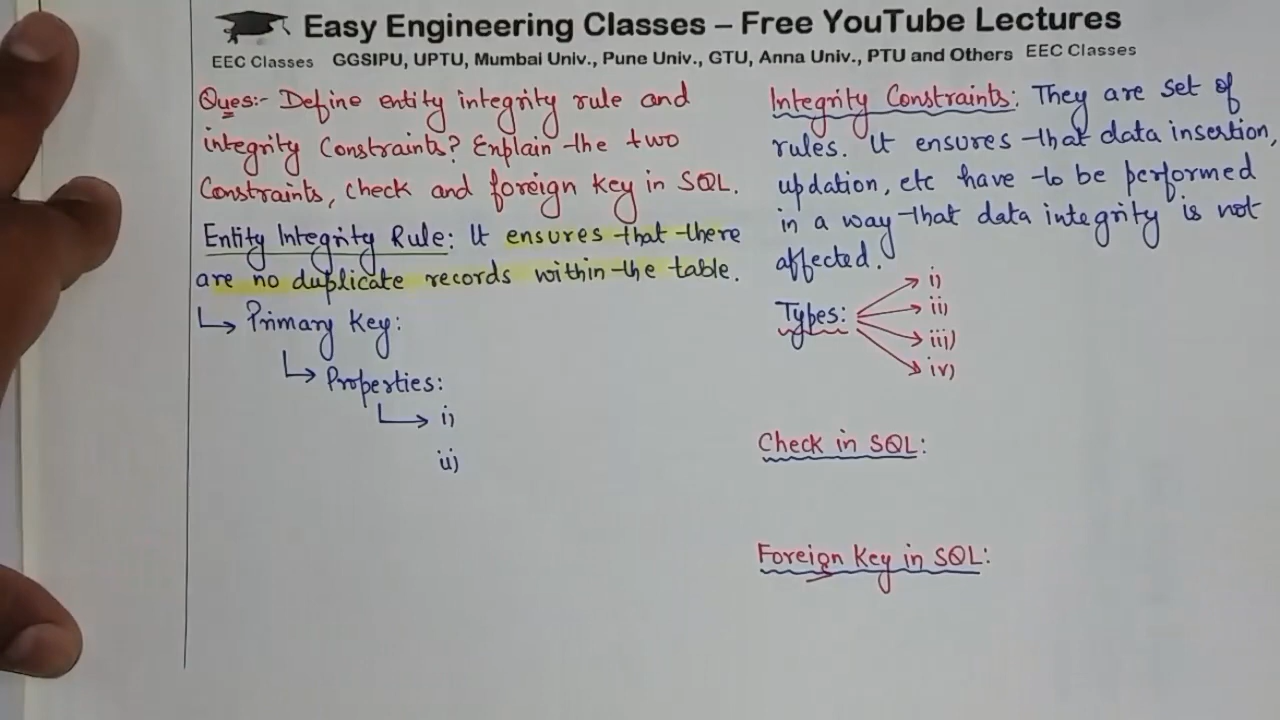 Easy Engineering Classes – Free YouTube Lectures
EEC Classes GGSIPU, UPTU, Mumbai Univ., Pune Univ., GTU, Anna Univ., PTU and Others EEC Classes
Ques:- Define entity integrity rule and
integrity Constraints? Explain the two
Constraints, check and foreign key in SQL.
Entity Integrity Rule: It ensures that there
are no duplicate records within the table.
Primary Key:
Properties:
i)
ii)
Integrity Constraints: They are set of
rules. It ensures that data insertion,
updation, etc have to be performed
in a way that data integrity is not
affected.
Types:
i)
ii)
iii)
iv)
Check in SQL:
Foreign Key in SQL: